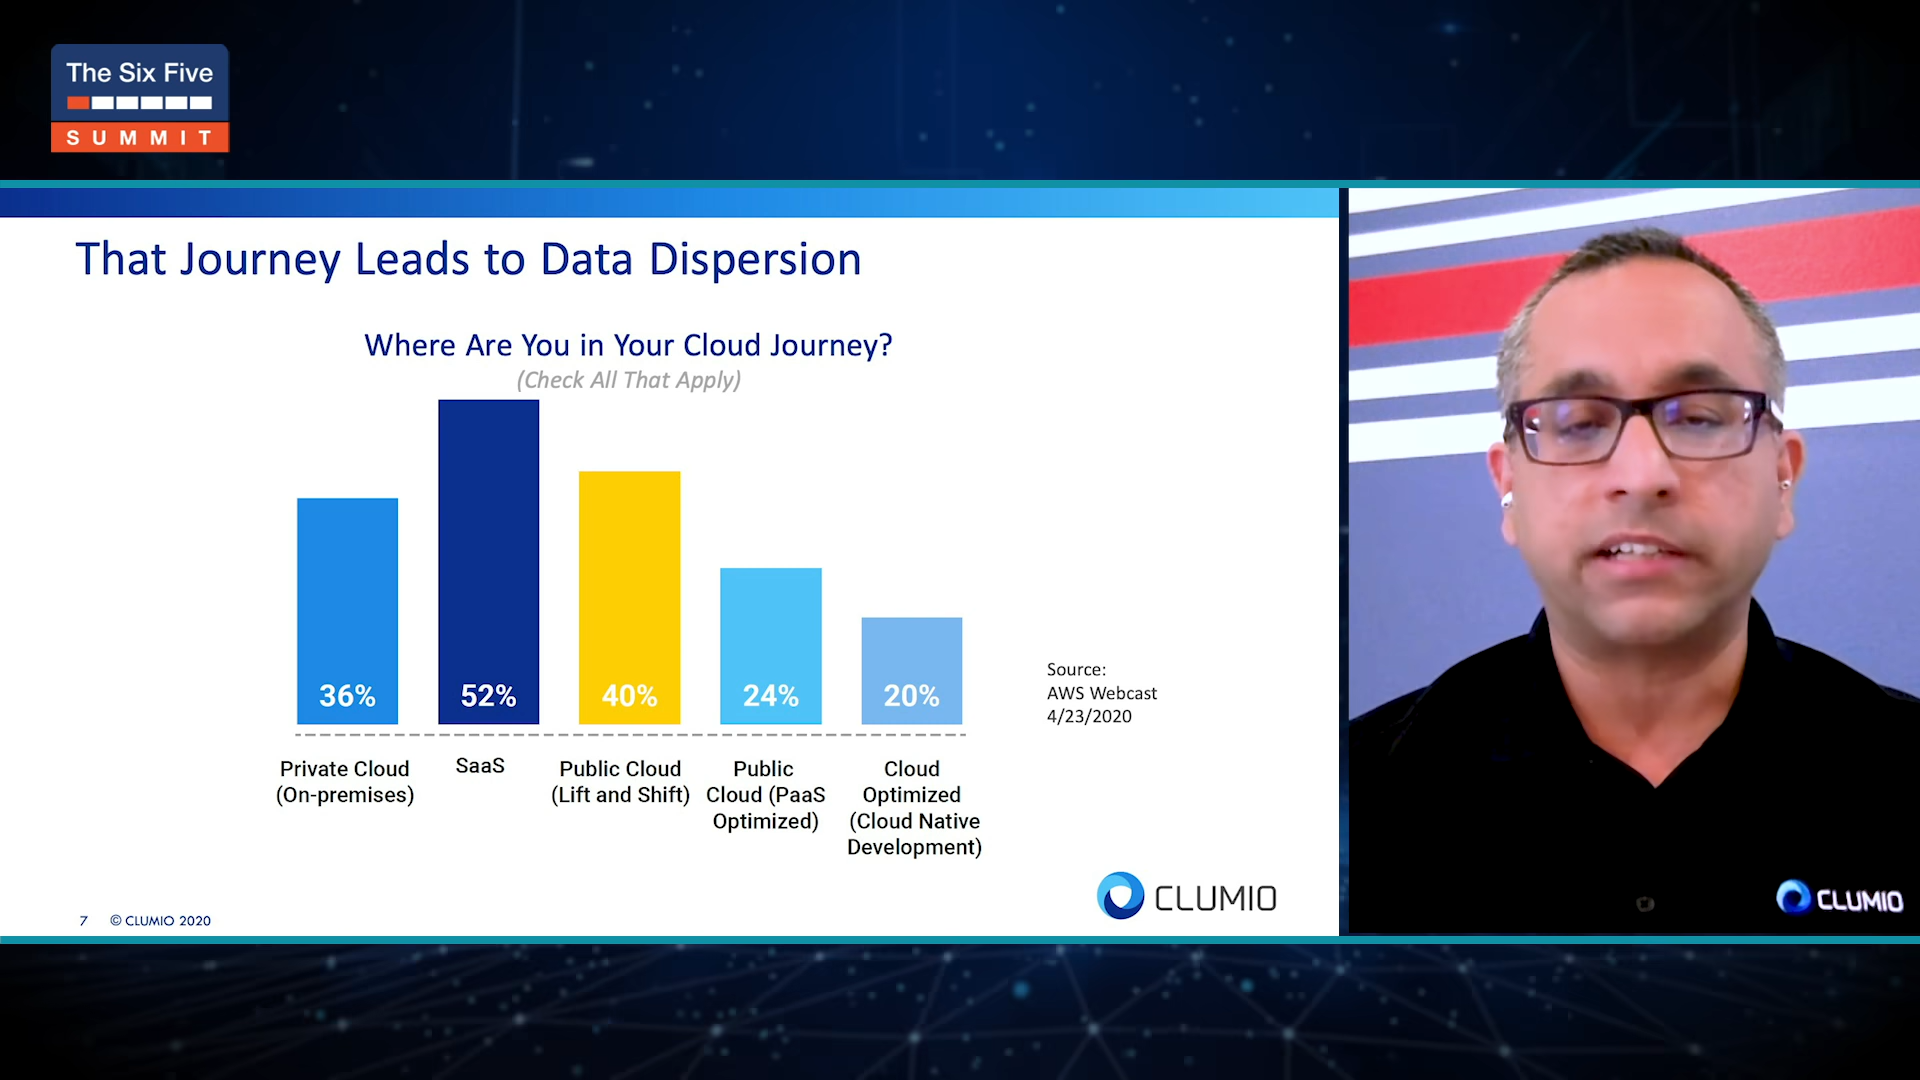 The Six Five
SUMMIT
That Journey Leads to Data Dispersion
Where Are You in Your Cloud Journey?
(Check All That Apply)
36%
52%
40%
24%
20%
Private Cloud
(On-premises)
SaaS
Public Cloud
(Lift and Shift)
Public
Cloud (PaaS
Optimized)
Cloud
Optimized
(Cloud Native
Development)
Source:
AWS Webcast
4/23/2020
CLUMIO
7 © CLUMIO 2020
CLUMIO